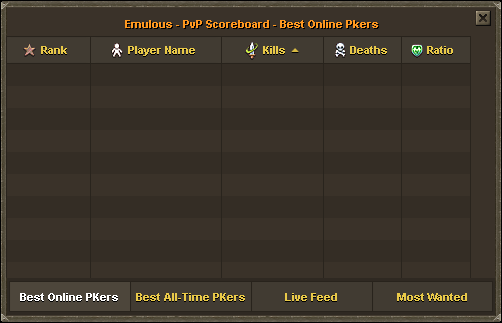 Emulous - PvP Scoreboard - Best Online Pkers
Rank Player Name Kills Deaths Ratio
Best Online PKers Best All-Time PKers Live Feed Most Wanted